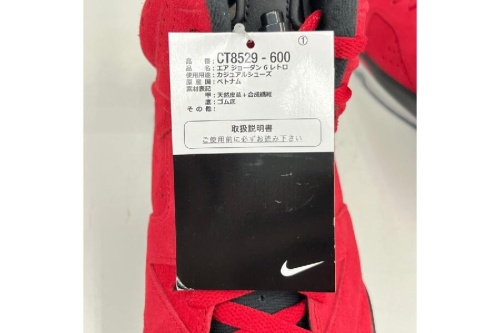 ①
品 番 : CT8529-600
品 名 : エア ジョーダン 6 レトロ
使用用途 : カジュアルシューズ
原 産 国 : ベトナム
素材表記
甲 : 天然皮革+合成繊維
底 : ゴム底
そ の 他 :
取扱説明書
ご使用前に必ずお読み下さい